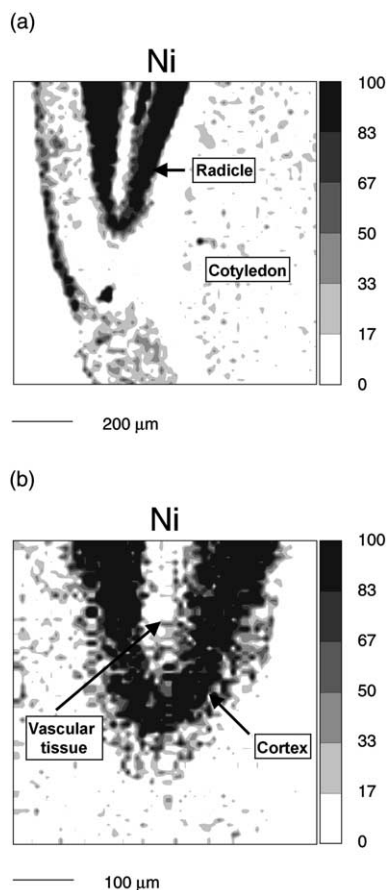 (a)
Ni
100
83
67
50
33
17
0
Radicle
Cotyledon
200 μm
(b)
Ni
100
83
67
50
33
17
0
Vascular
tissue
Cortex
100 μm